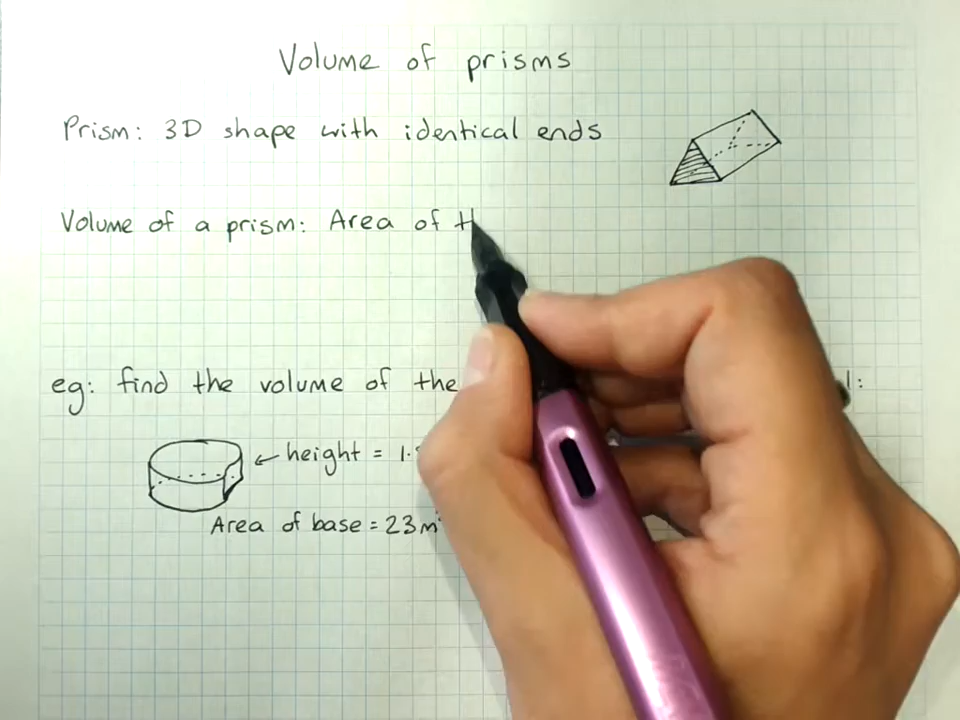 Volume of prisms
Prism: 3D shape with identical ends
Volume of a prism: Area of
eg: find the volume of the
height =
Area of base = 23m